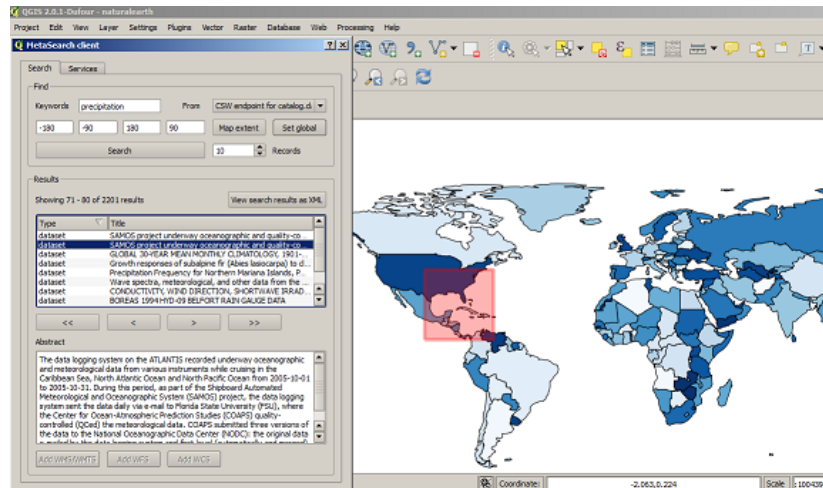 QGIS 2.0.1-Dufour - naturalearth
Project Edit View Layer Settings Plugins Vector Raster Database Web Processing Help
MetaSearch client
Search Services
Find
Keywords precipitation From CSW endpoint for catalog.d
-180 -90 180 90 Map extent Set global
Search 10 Records
Results
Showing 71 - 80 of 2201 results View search results as XML
Type Title
dataset SAMOS project underway oceanographic and quality-co...
dataset SAMOS project underway oceanographic and quality-co...
dataset GLOBAL 30-YEAR MEAN MONTHLY CLIMATOLOGY, 1901-...
dataset Growth responses of subalpine fir (Abies lasiocarpa) to d...
dataset Precipitation Frequency for Northern Mariana Islands, P...
dataset Wave spectra, meteorological, and other data from the ...
dataset CONDUCTIVITY, WIND DIRECTION, SHORTWAVE IRRAD...
dataset BOREAS 1994 HYD-09 BELFORT RAIN GAUGE DATA
<< < > >>
Abstract
The data logging system on the ATLANTIS recorded underway oceanographic
and meteorological data from various instruments while cruising in the
Caribbean Sea, North Atlantic Ocean and North Pacific Ocean from 2005-10-01
to 2005-10-31. During this period, as part of the Shipboard Automated
Meteorological and Oceanographic System (SAMOS) project, the data logging
system sent the data daily via e-mail to Florida State University (FSU), where
the Center for Ocean-Atmospheric Prediction Studies (COAPS) quality-
controlled (QCed) the meteorological data. COAPS submitted three versions of
the data to the National Oceanographic Data Center (NODC): the original data
Add WMS/WMTS Add WFS Add WCS
Coordinate: -2.063,0.224 Scale :100439